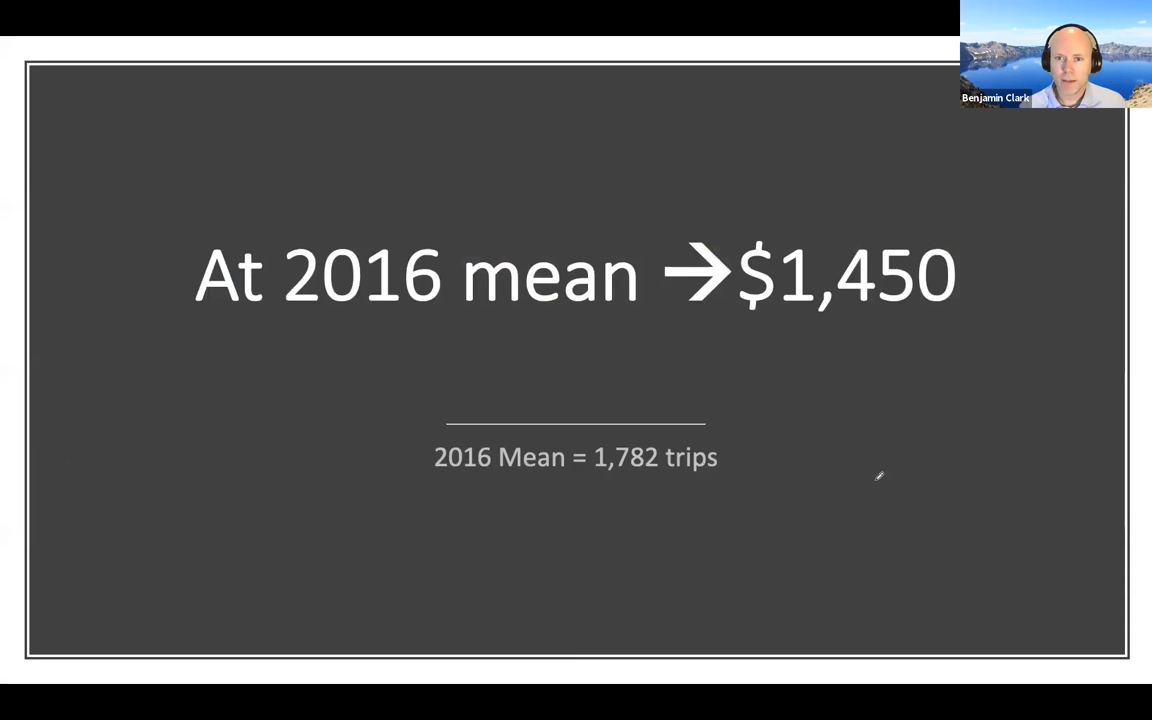 Benjamin Clark
At 2016 mean →$1,450
2016 Mean = 1,782 trips